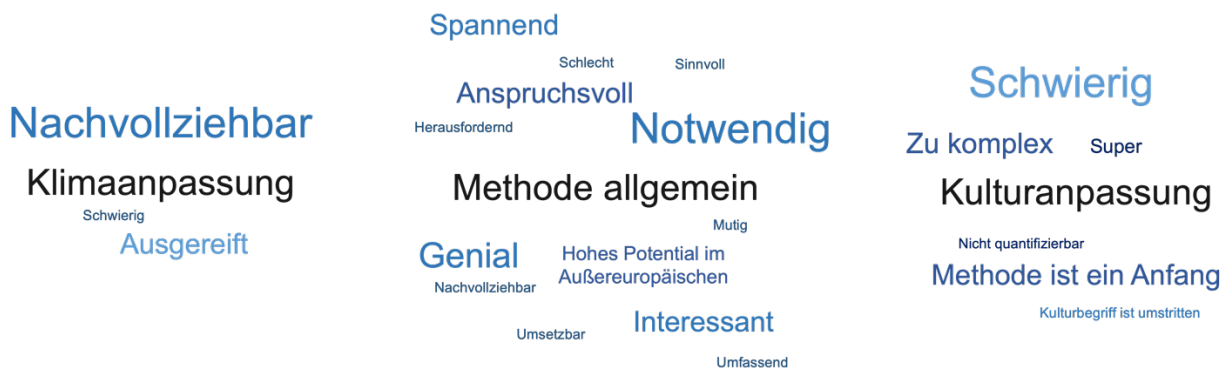 Nachvollziehbar
Klimaanpassung
Schwierig
Ausgereift
Spannend
Schlecht
Sinnvoll
Anspruchsvoll
Herausfordernd
Notwendig
Methode allgemein
Mutig
Genial
Hohes Potential im
Außereuropäischen
Nachvollziehbar
Interessant
Umsetzbar
Umfassend
Schwierig
Zu komplex
Super
Kulturanpassung
Nicht quantifizierbar
Methode ist ein Anfang
Kulturbegriff ist umstritten